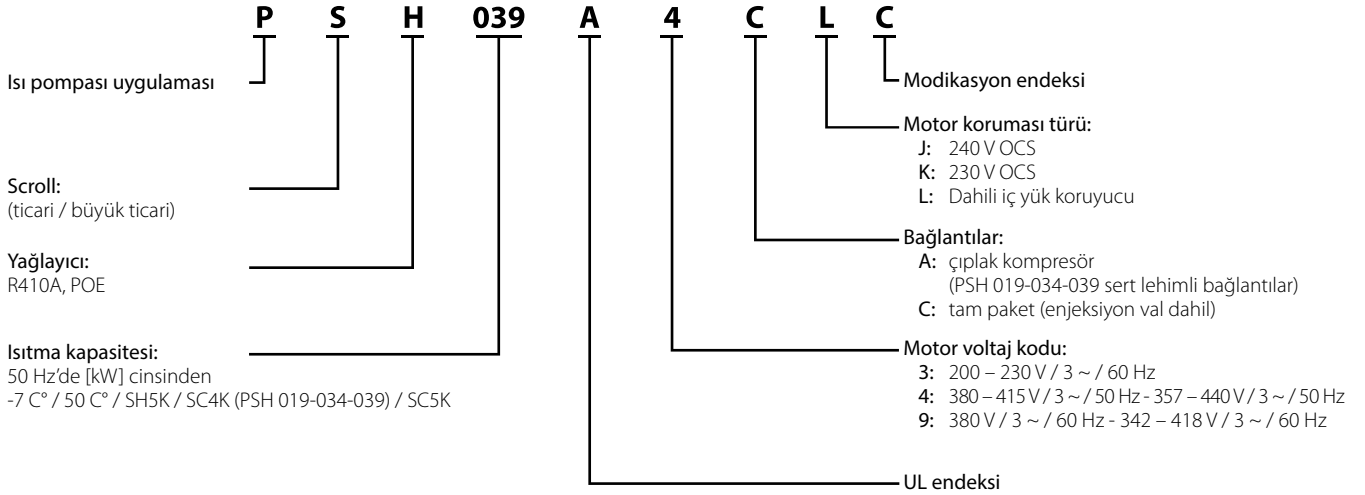 P S H 039 A 4 C L C
Isı pompası uygulaması
Scroll:
(ticari / büyük ticari)
Yağlayıcı:
R410A, POE
Isıtma kapasitesi:
50 Hz’de [kW] cinsinden
-7 C° / 50 C° / SH5K / SC4K (PSH 019-034-039) / SC5K
Modikasyon endeksi
Motor koruması türü:
J: 240 V OCS
K: 230 V OCS
L: Dahili iç yük koruyucu
Bağlantılar:
A: çıplak kompresör
(PSH 019-034-039 sert lehimli bağlantılar)
C: tam paket (enjeksiyon val dahil)
Motor voltaj kodu:
3: 200 – 230 V / 3 ~ / 60 Hz
4: 380 – 415 V / 3 ~ / 50 Hz - 357 – 440 V / 3 ~ / 50 Hz
9: 380 V / 3 ~ / 60 Hz - 342 – 418 V / 3 ~ / 60 Hz
UL endeksi